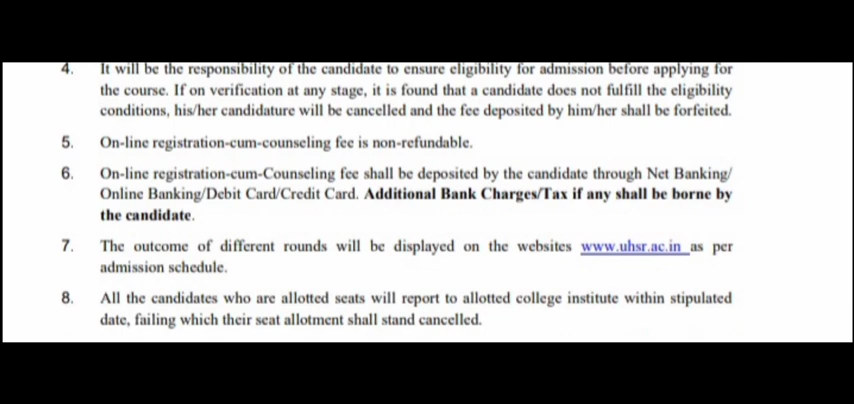 4. It will be the responsibility of the candidate to ensure eligibility for admission before applying for
the course. If on verification at any stage, it is found that a candidate does not fulfill the eligibility
conditions, his/her candidature will be cancelled and the fee deposited by him/her shall be forfeited.
5. On-line registration-cum-counseling fee is non-refundable.
6. On-line registration-cum-Counseling fee shall be deposited by the candidate through Net Banking/
Online Banking/Debit Card/Credit Card. Additional Bank Charges/Tax if any shall be borne by
the candidate.
7. The outcome of different rounds will be displayed on the websites www.uhsr.ac.in as per
admission schedule.
8. All the candidates who are allotted seats will report to allotted college institute within stipulated
date, failing which their seat allotment shall stand cancelled.